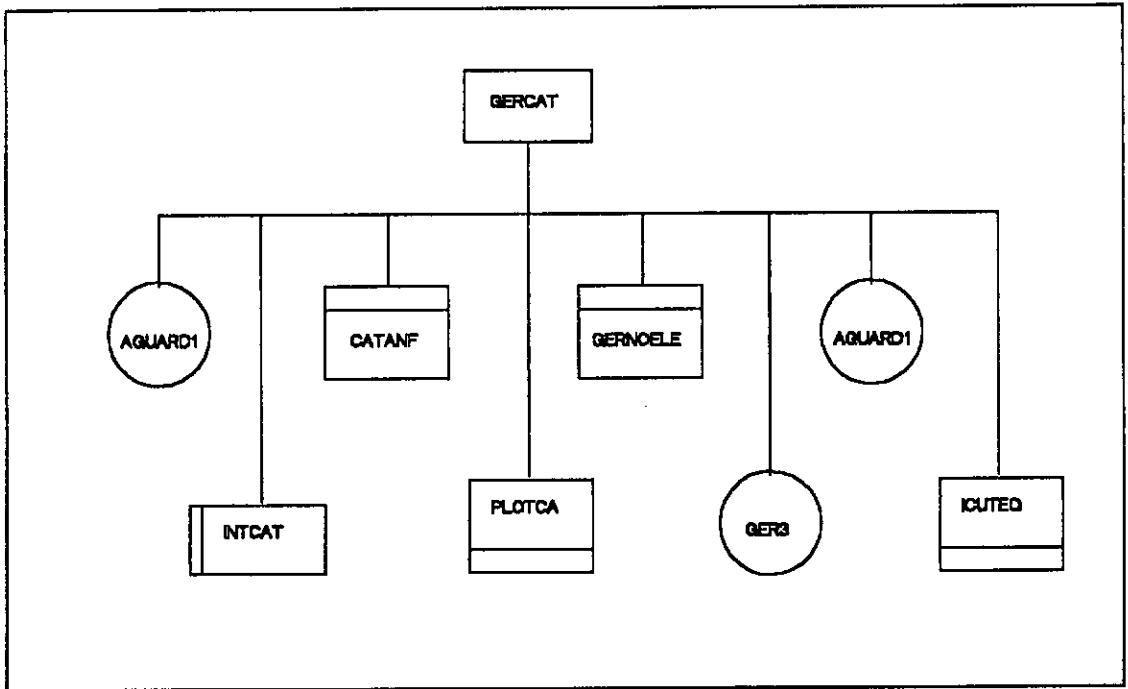 GERCAT
AGUARD1
CATANF
GERNOELE
AGUARD1
INTCAT
PLOTCA
GER3
ICUTEQ